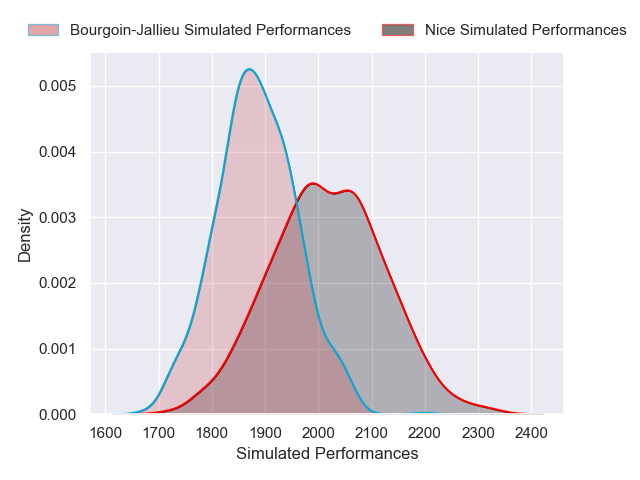 Bourgoin-Jallieu Simulated Performances Nice Simulated Performances
0.005
0.004
0.003
0.002
0.001
0.000
Density
1600 1700 1800 1900 2000 2100 2200 2300 2400
Simulated Performances